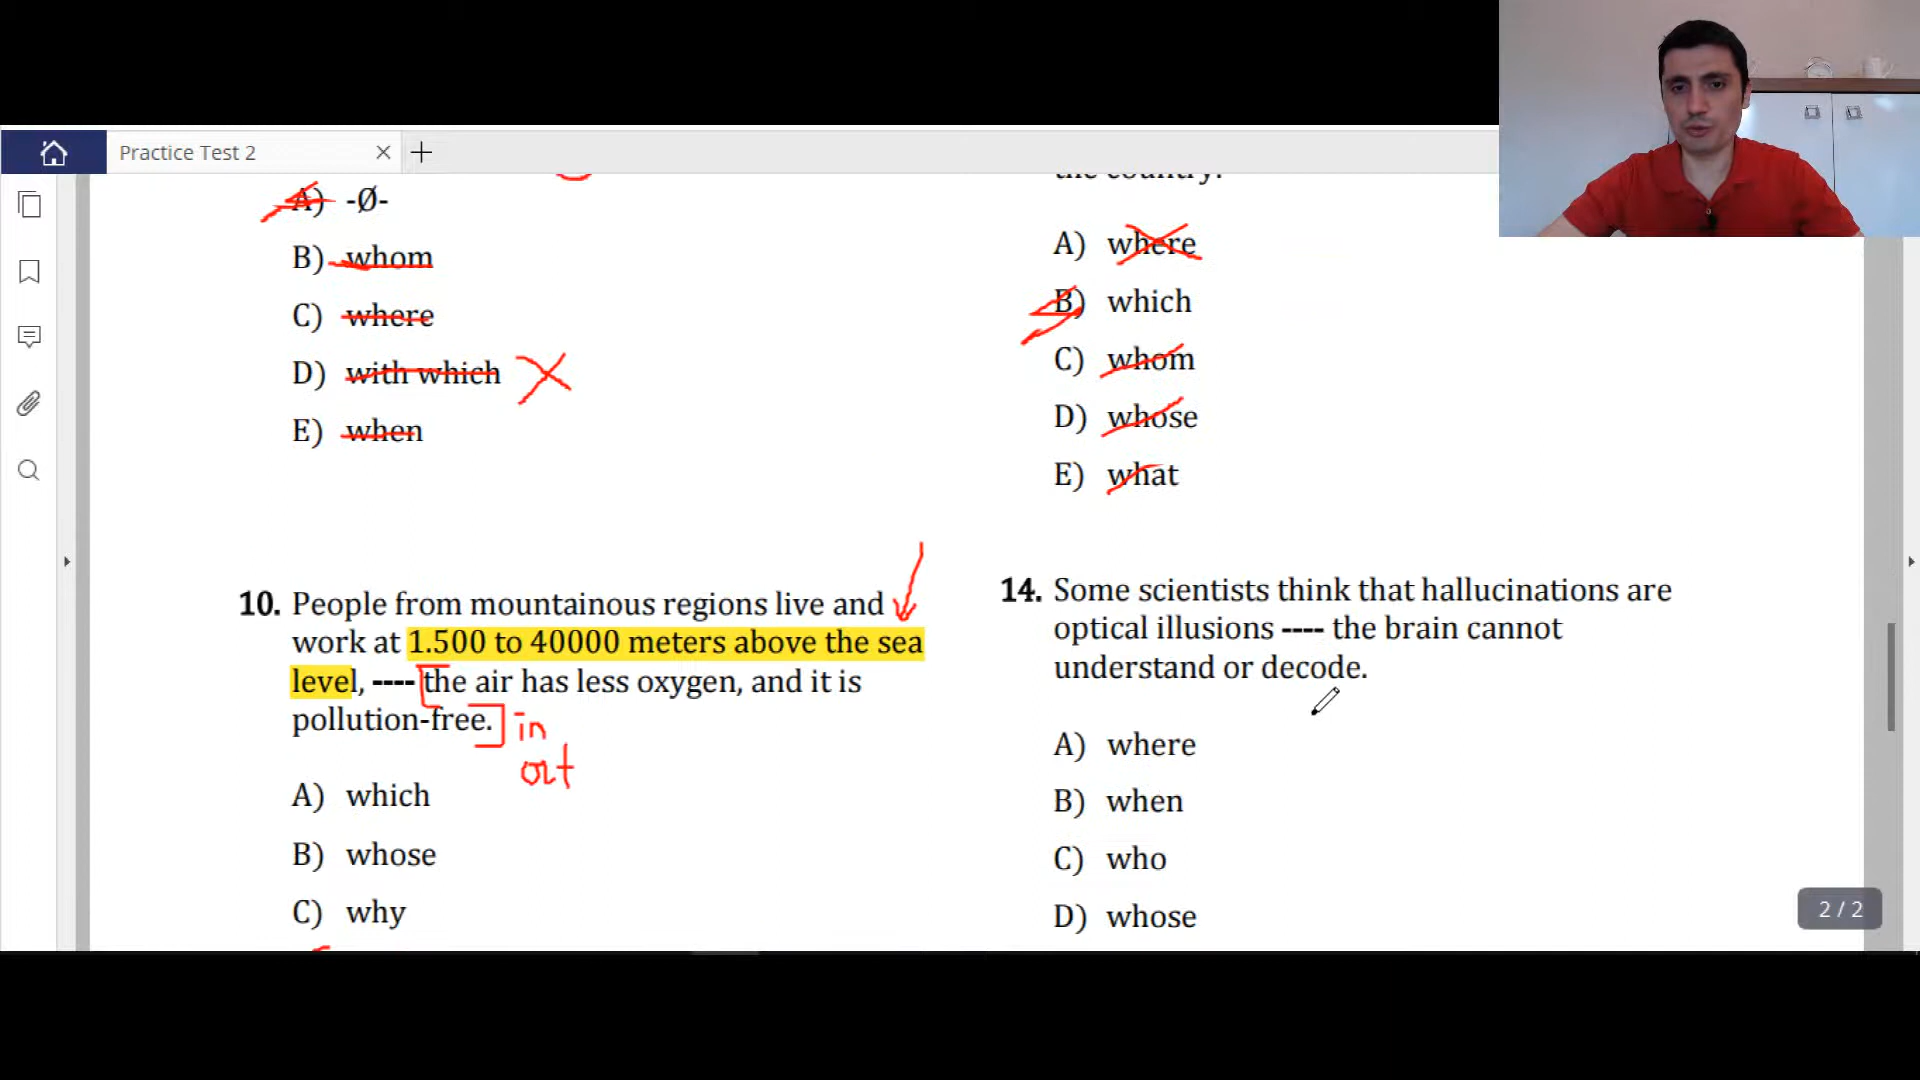 Practice Test 2
A) -Ø-
B) whom
C) where
D) with which
E) when
10. People from mountainous regions live and
work at 1.500 to 40000 meters above the sea
level, ---- the air has less oxygen, and it is
pollution-free.
in
out
A) which
B) whose
C) why
the country.
A) where
B) which
C) whom
D) whose
E) what
14. Some scientists think that hallucinations are
optical illusions ---- the brain cannot
understand or decode.
A) where
B) when
C) who
D) whose
2 / 2